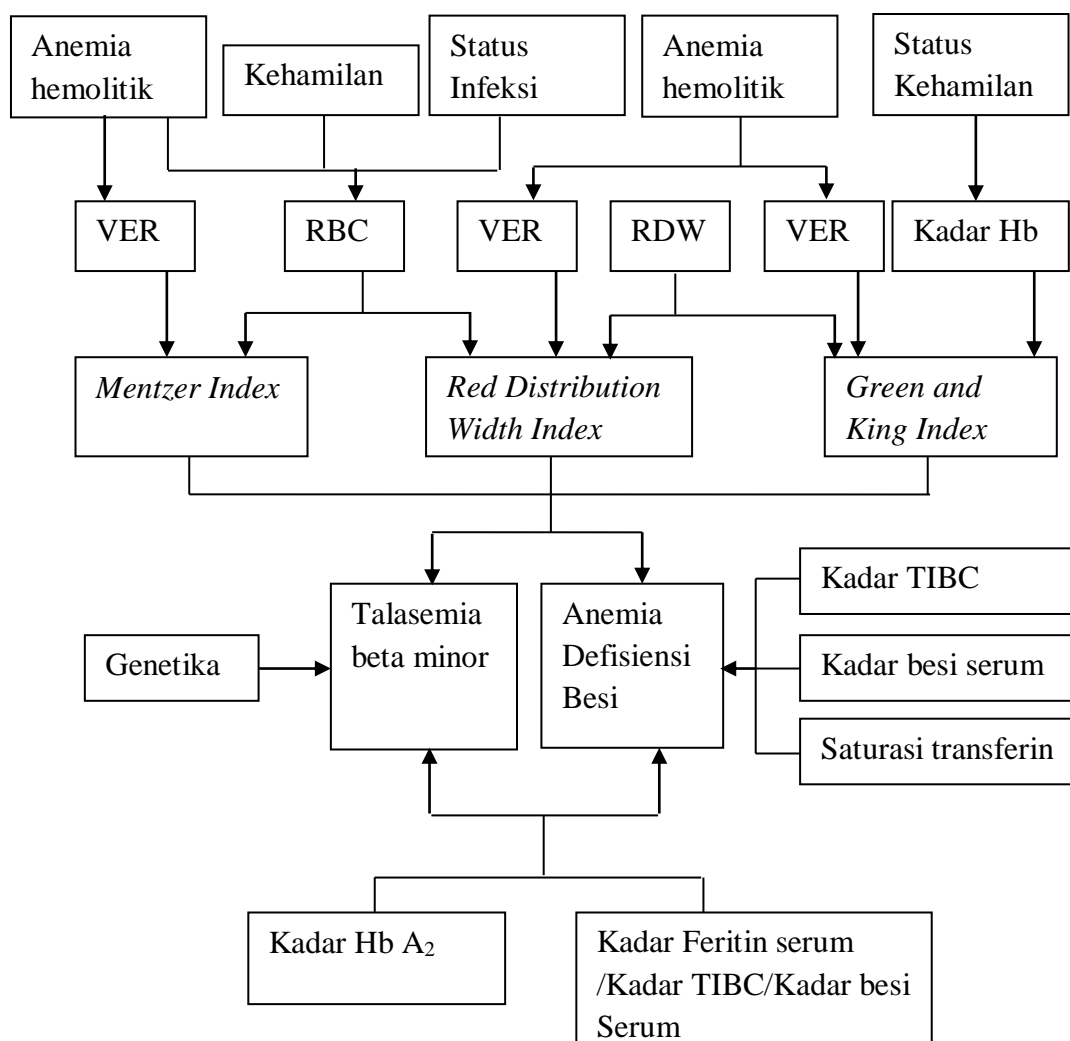 Anemia
hemolitik
Kehamilan
Status
Infeksi
Anemia
hemolitik
Status
Kehamilan
VER
RBC
VER
RDW
VER
Kadar Hb
Mentzer Index
Red Distribution
Width Index
Green and
King Index
Talasemia
beta minor
Anemia
Defisiensi
Besi
Kadar TIBC
Genetika
Kadar besi serum
Saturasi transferin
Kadar Hb A₂
Kadar Feritin serum
/Kadar TIBC/Kadar besi
Serum